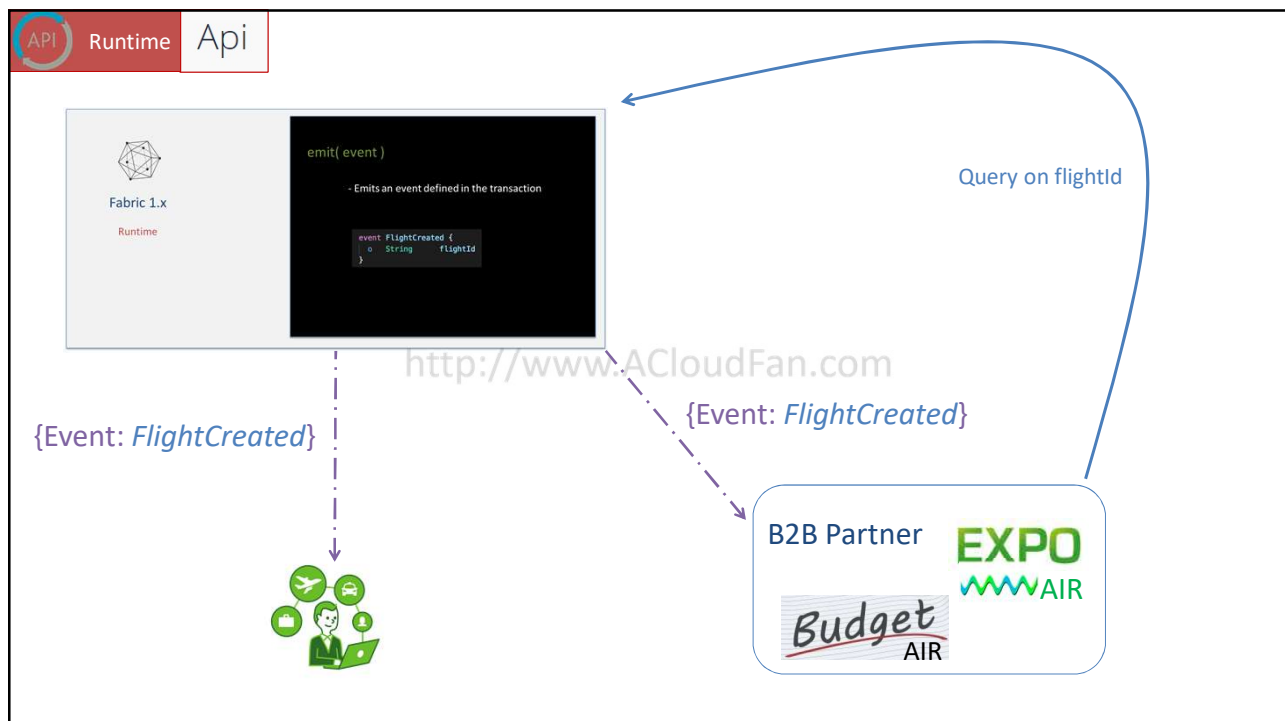 API
Runtime
Api
emit( event )
- Emits an event defined in the transaction
Fabric 1.x
Runtime
event FlightCreated {
o String flightId
}
Query on flightId
http://www.ACloudFan.com
{Event: FlightCreated}
{Event: FlightCreated}
B2B Partner
EXPO
AIR
Budget
AIR